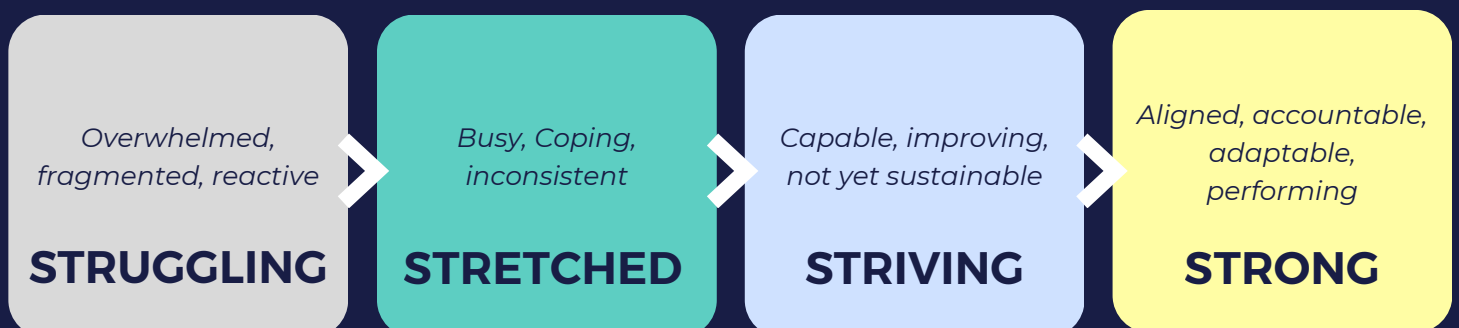 Overwhelmed,
fragmented, reactive
STRUGGLING
Busy, Coping,
inconsistent
STRETCHED
Capable, improving,
not yet sustainable
STRIVING
Aligned, accountable,
adaptable,
performing
STRONG